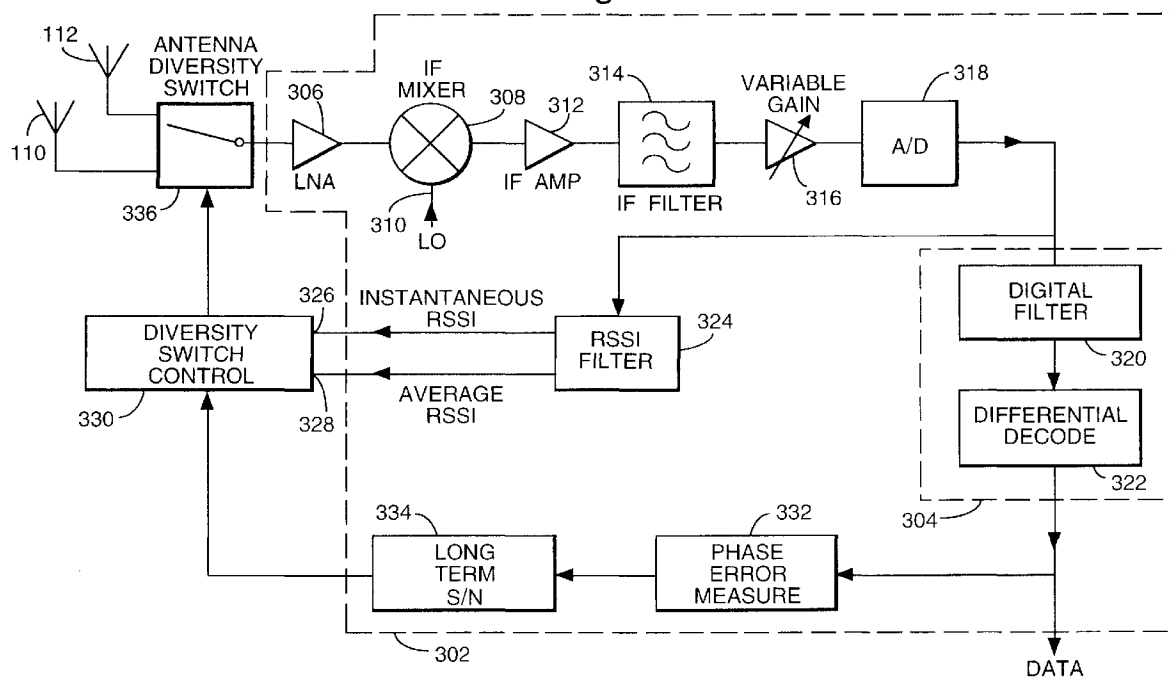 112
110
ANTENNA
DIVERSITY
SWITCH
336
306
LNA
IF
MIXER
308
310
LO
312
IF AMP
314
IF FILTER
VARIABLE
GAIN
316
318
A/D
INSTANTANEOUS
RSSI
326
DIVERSITY
SWITCH
CONTROL
330
328
AVERAGE
RSSI
RSSI
FILTER
324
DIGITAL
FILTER
320
DIFFERENTIAL
DECODE
322
304
334
LONG
TERM
S/N
332
PHASE
ERROR
MEASURE
302
DATA